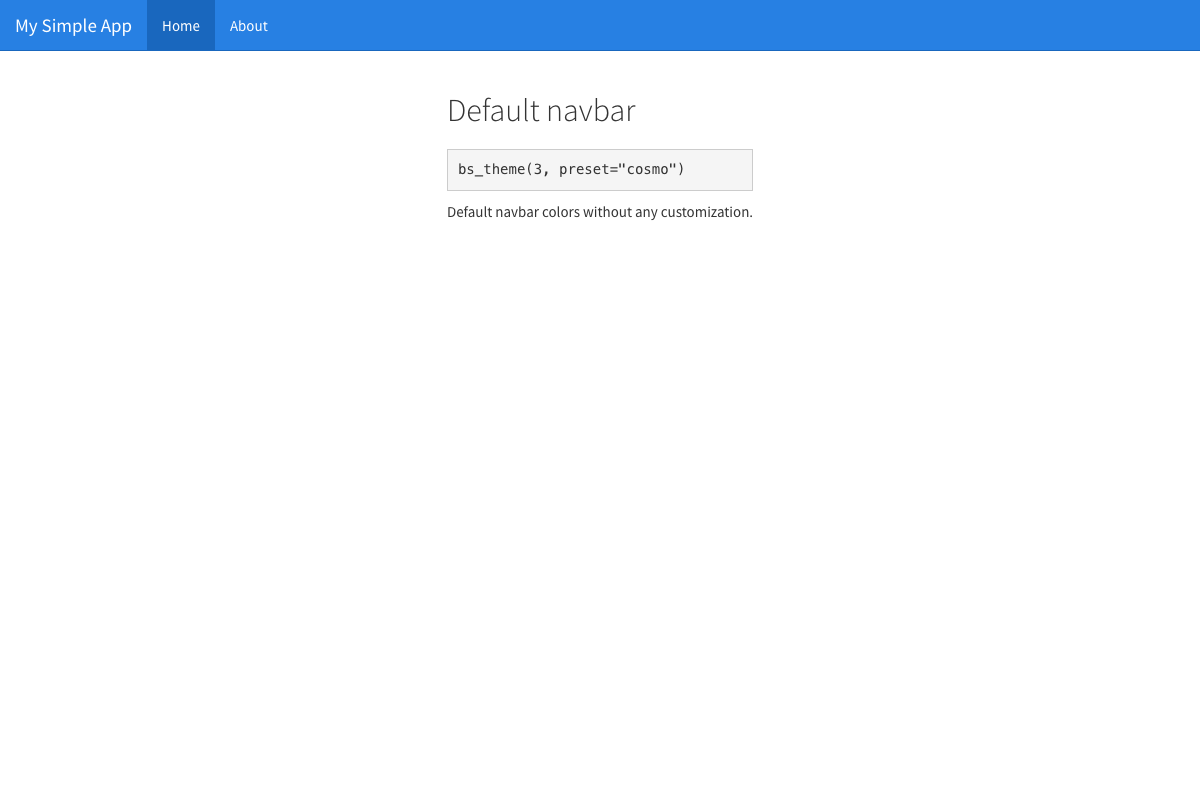 My Simple App Home About
Default navbar
bs_theme(3, preset="cosmo")
Default navbar colors without any customization.